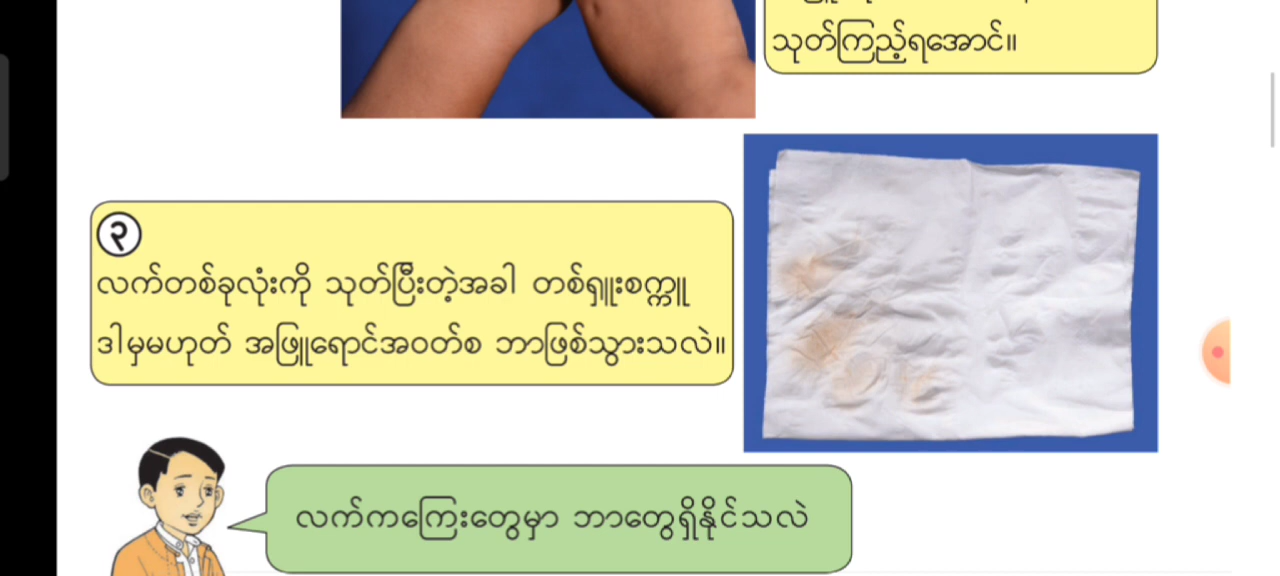 သုတ်ကြည့်ရအောင်။
၃
လက်တစ်ခုလုံးကို သုတ်ပြီးတဲ့အခါ တစ်ရှူးစက္ကူ
ဒါမှမဟုတ် အဖြူရောင်အဝတ်စ ဘာဖြစ်သွားသလဲ။
လက်ကကြေးတွေမှာ ဘာတွေရှိနိုင်သလဲ